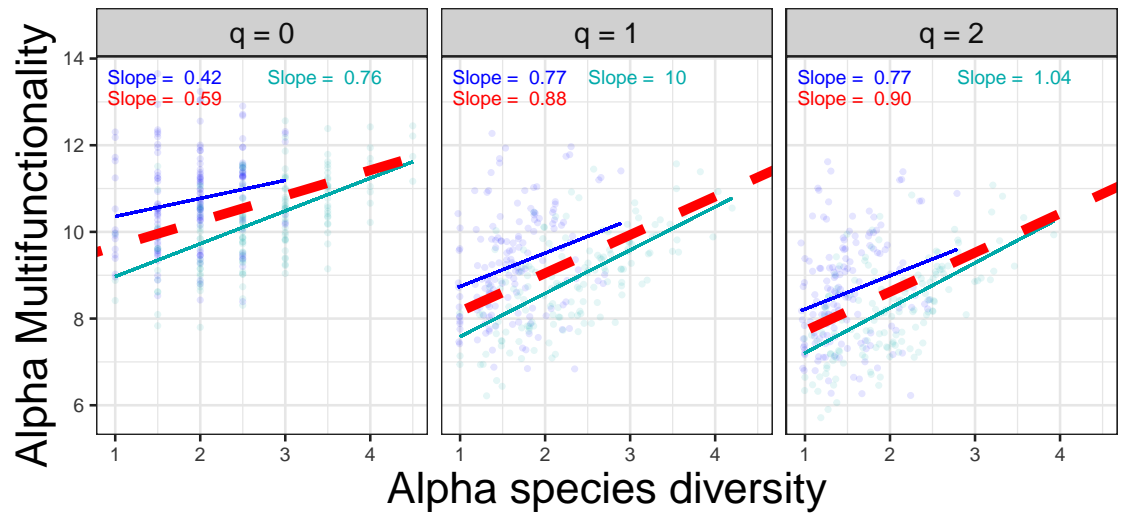 q = 0
q = 1
q = 2
Alpha Multifunctionality
14
12
10
8
6
Slope = 0.42
Slope = 0.76
Slope = 0.59
Slope = 0.77
Slope = 10
Slope = 0.88
Slope = 0.77
Slope = 1.04
Slope = 0.90
1 2 3 4
1 2 3 4
1 2 3 4
Alpha species diversity